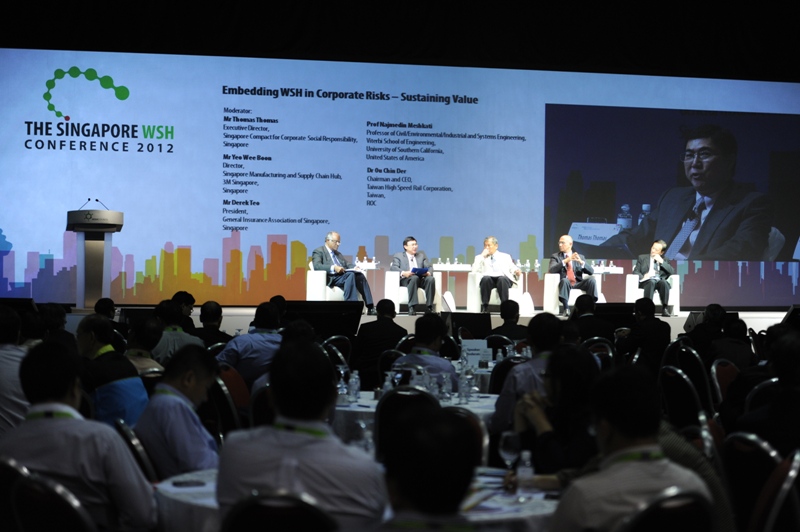 THE SINGAPORE WSH
CONFERENCE 2012
Embedding WSH in Corporate Risks – Sustaining Value
Moderator:
Mr Thomas Thomas
Executive Director,
Singapore Compact for Corporate Social Responsibility,
Singapore
Mr Yeo Wee Boon
Director,
Singapore Manufacturing and Supply Chain Hub,
3M Singapore,
Singapore
Mr Derek Teo
President,
General Insurance Association of Singapore,
Singapore
Prof Najmedin Meshkati
Professor of Civil/Environmental/Industrial and Systems Engineering,
Viterbi School of Engineering,
University of Southern California,
United States of America
Dr Ou Chin Der
Chairman and CEO,
Taiwan High Speed Rail Corporation,
Taiwan,
ROC
Thomas Thomas